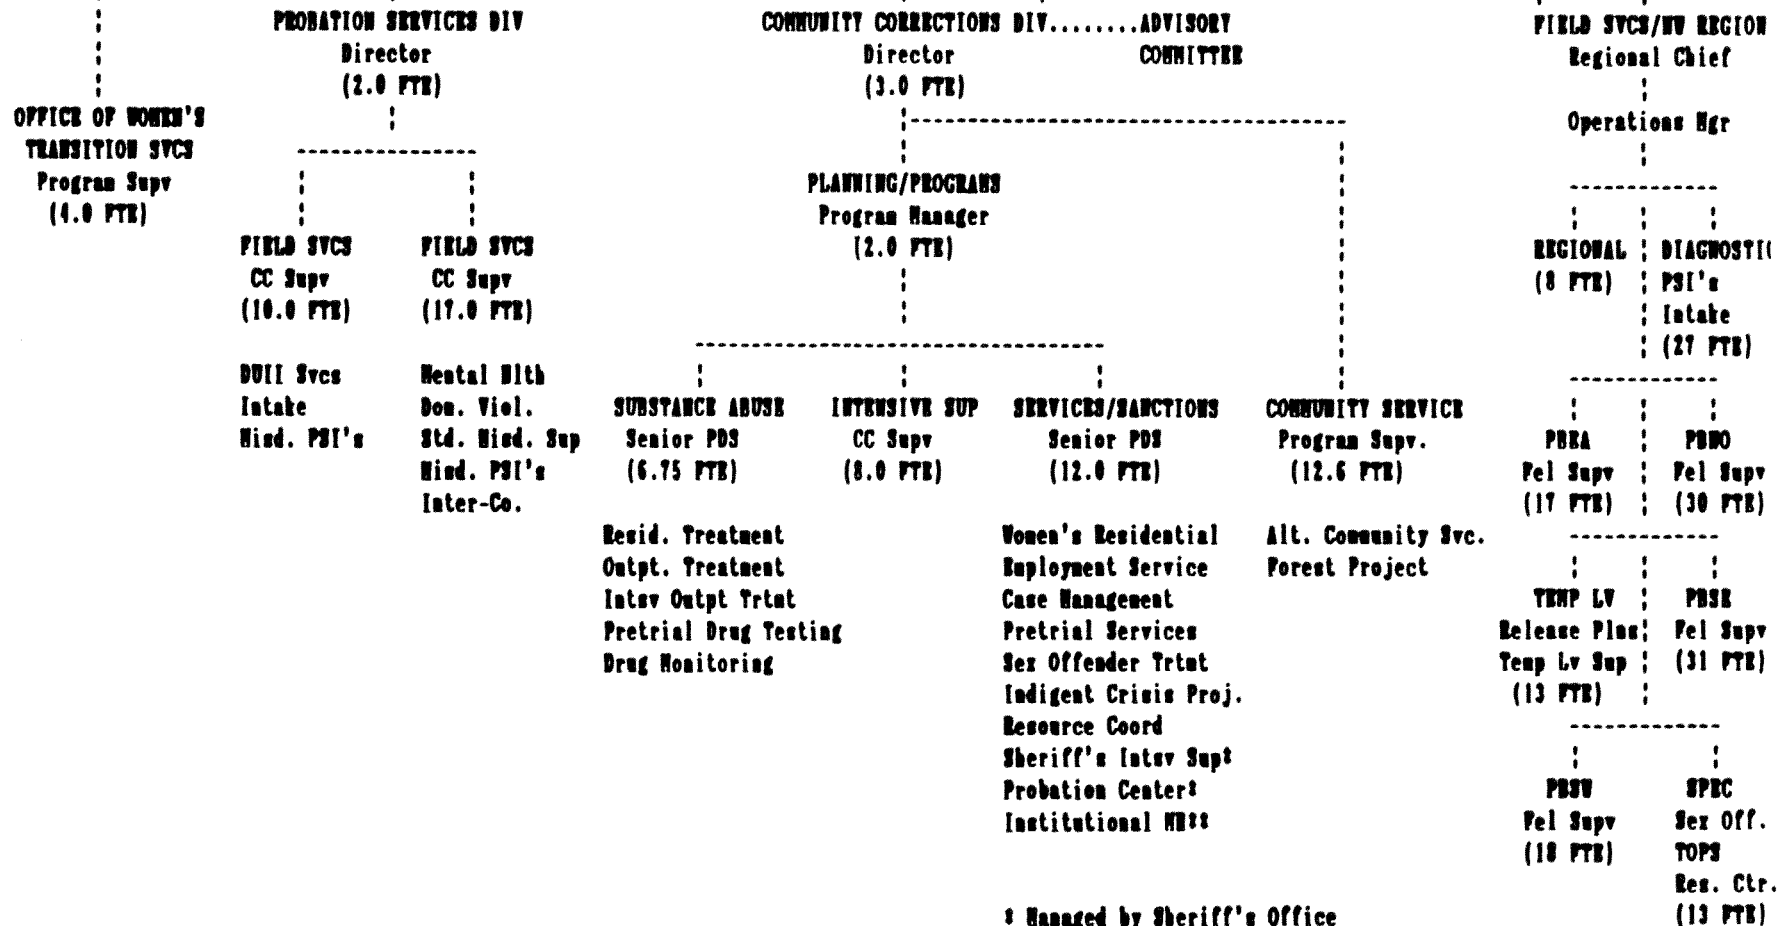 PROBATION SERVICES DIV
Director
(2.0 FTE)
COMMUNITY CORRECTIONS DIV........ADVISORY
Director COMMITTEE
(3.0 FTE)
FIELD SVCS/NW REGION
Regional Chief
Operations Mgr
OFFICE OF WOMEN'S
TRANSITION SVCS
Program Supv
(4.0 FTE)
FIELD SVCS
CC Supv
(10.0 FTE)
DUII Svcs
Intake
Misd. PSI's
FIELD SVCS
CC Supv
(17.0 FTE)
Mental Hlth
Dom. Viol.
Std. Misd. Sup
Misd. PSI's
Inter-Co.
PLANNING/PROGRAMS
Program Manager
(2.0 FTE)
SUBSTANCE ABUSE
Senior PDS
(6.75 FTE)
Resid. Treatment
Outpt. Treatment
Intsv Outpt Trtmt
Pretrial Drug Testing
Drug Monitoring
INTENSIVE SUP
CC Supv
(8.0 FTE)
SERVICES/SANCTIONS
Senior PDS
(12.0 FTE)
Women's Residential
Employment Service
Case Management
Pretrial Services
Sex Offender Trtmt
Indigent Crisis Proj.
Resource Coord
Sheriff's Intsv Sup*
Probation Center*
Institutional MH**
* Managed by Sheriff's Office
COMMUNITY SERVICE
Program Supv.
(12.6 FTE)
Alt. Community Svc.
Forest Project
REGIONAL
(8 FTE)
DIAGNOSTIC
PSI's
Intake
(27 FTE)
Fel Supv
(17 FTE)
PBNO
Fel Supv
(30 FTE)
TEMP LV
Release Plns
Temp Lv Sup
(13 FTE)
PBSE
Fel Supv
(31 FTE)
PBSW
Fel Supv
(18 FTE)
SPEC
Sex Off.
TOPS
Res. Ctr.
(13 FTE)